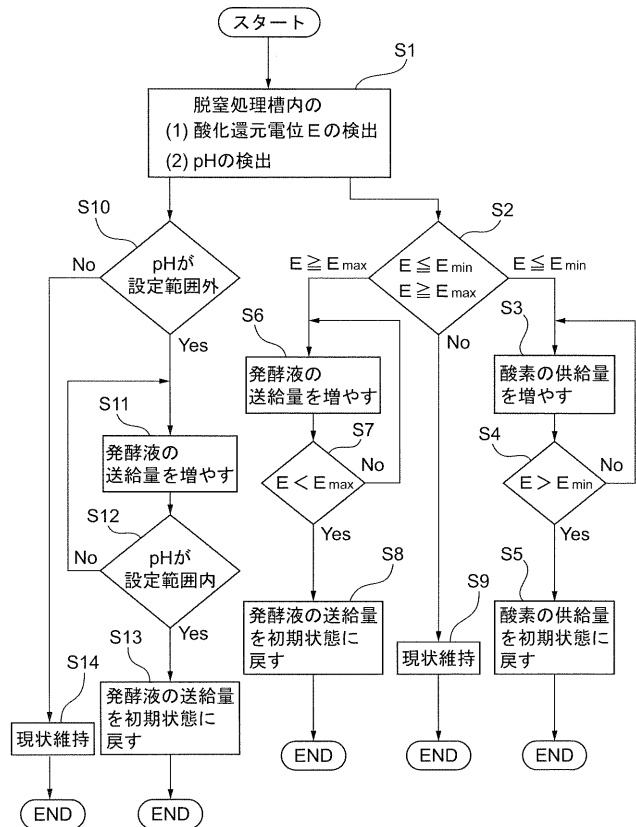 スタート
S1
脱窒処理槽内の
(1) 酸化還元電位Eの検出
(2) pHの検出
S10
pHが
設定範囲外
No
Yes
S11
発酵液の
送給量を増やす
S12
pHが
設定範囲内
No
Yes
S13
発酵液の送給量
を初期状態に
戻す
END
S14
現状維持
END
S2
E≦Emin
E≧Emax
E≧Emax
E≦Emin
No
S6
発酵液の
送給量を増やす
S7
E<Emax
No
Yes
S8
発酵液の送給量
を初期状態に
戻す
END
S9
現状維持
END
S3
酸素の供給量
を増やす
S4
E>Emin
No
Yes
S5
酸素の供給量
を初期状態に
戻す
END